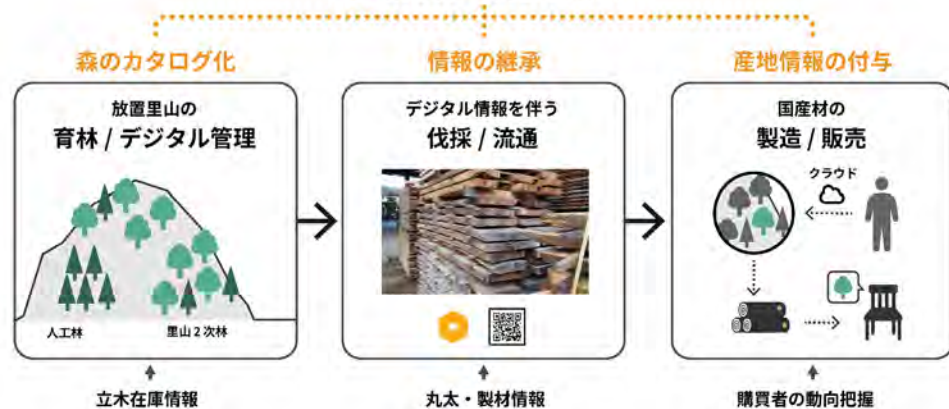 森のカタログ化
情報の継承
産地情報の付与
放置里山の
育林 / デジタル管理
人工林
里山2次林
デジタル情報を伴う
伐採 / 流通
国産材の
製造 / 販売
クラウド
立木在庫情報
丸太・製材情報
購買者の動向把握